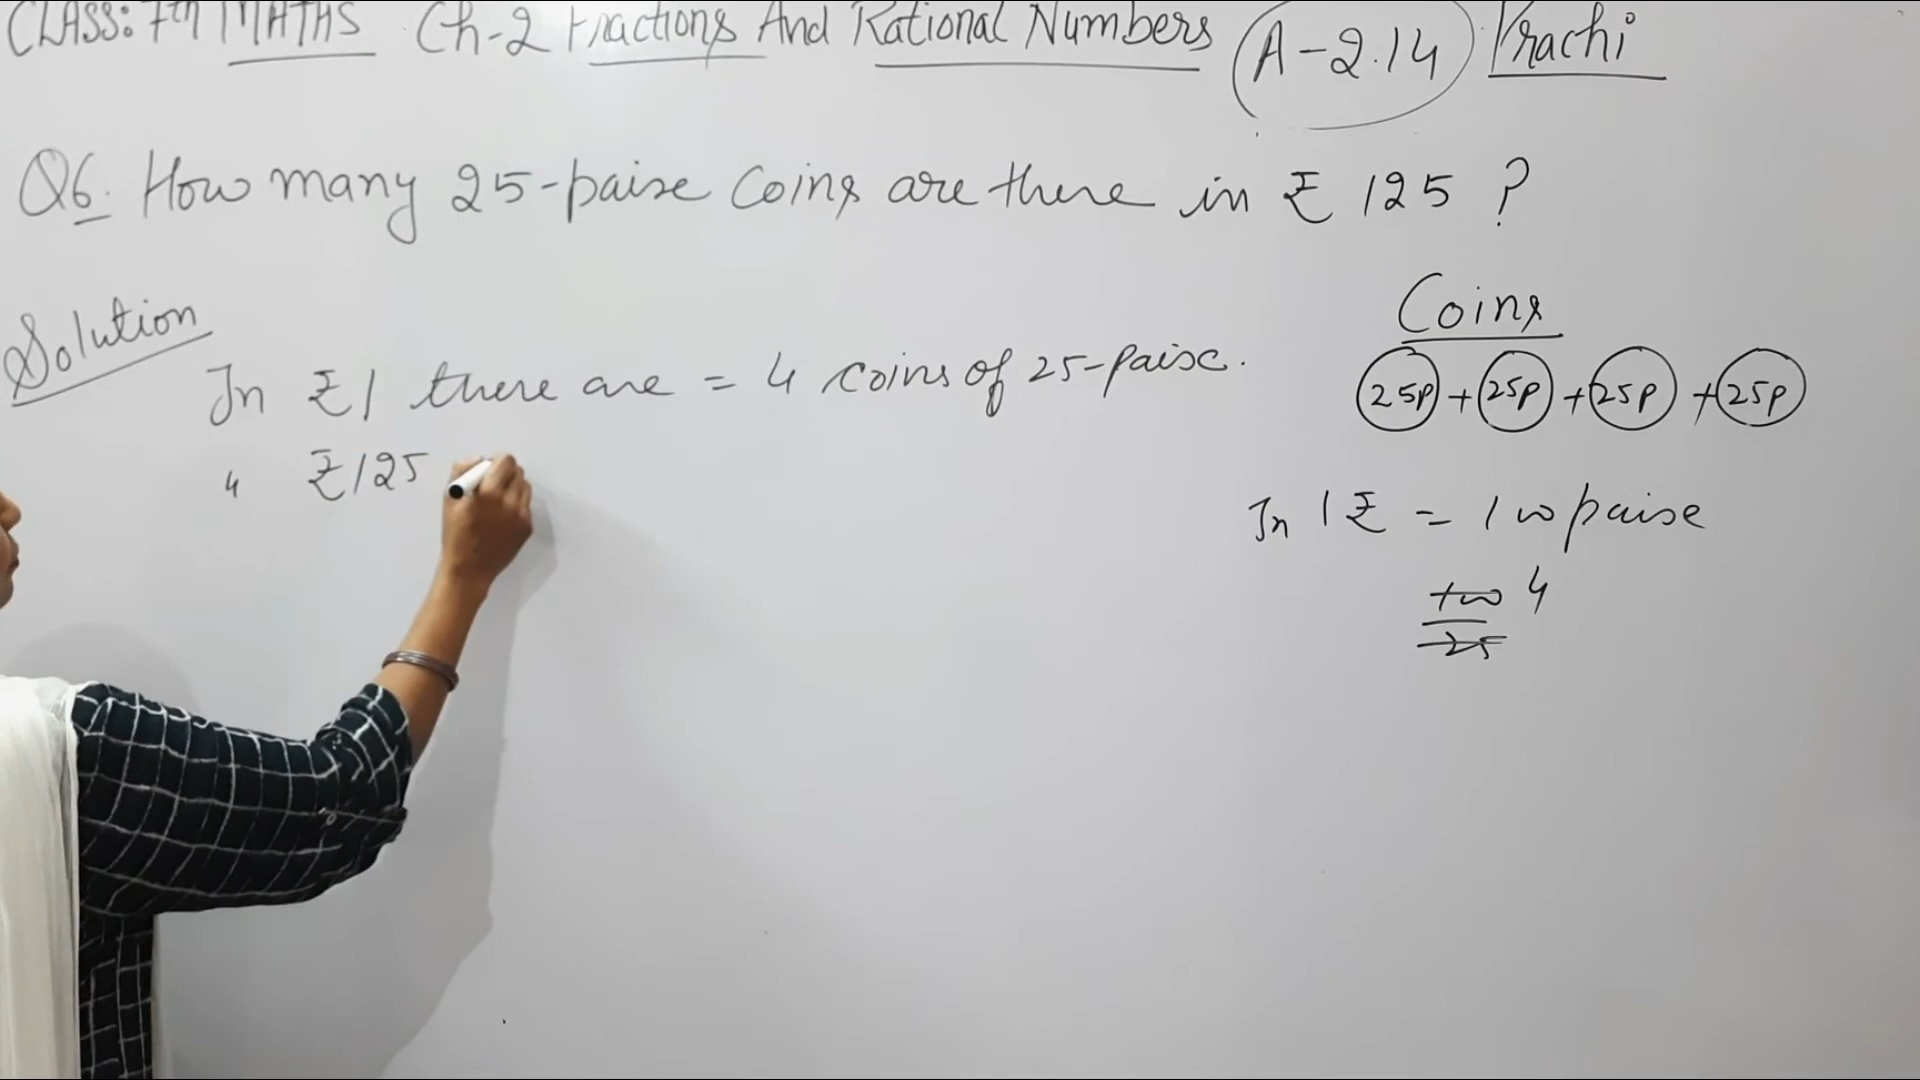 CLASS: 7TH MATHS Ch-2 Fractions And Rational Numbers A-2.14 Prachi
Q6. How many 25-paise Coins are there in ₹ 125 ?
Solution
In ₹1 there are = 4 coins of 25-paise.
" ₹125
Coins
25p + 25p + 25p + 25p
In 1₹ = 100 paise
100 4
25